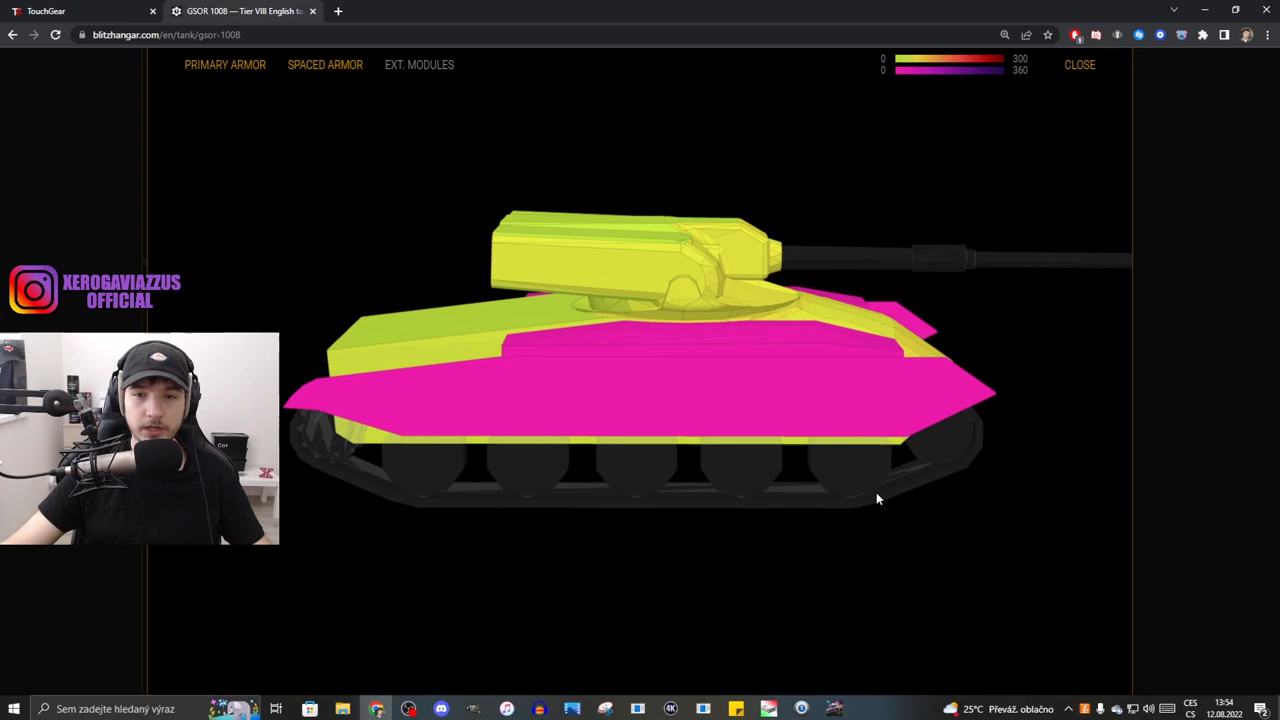 TouchGear
GSOR 1008 — Tier VIII English ta
blitzhangar.com/en/tank/gsor-1008
PRIMARY ARMOR
SPACED ARMOR
EXT. MODULES
0
300
0
360
CLOSE
XEROGAVIAZZUS
OFFICIAL
Ctrl
Sem zadejte hledaný výraz
4K
25°C Převáž. oblačno
CES
CS
13:54
12.08.2022